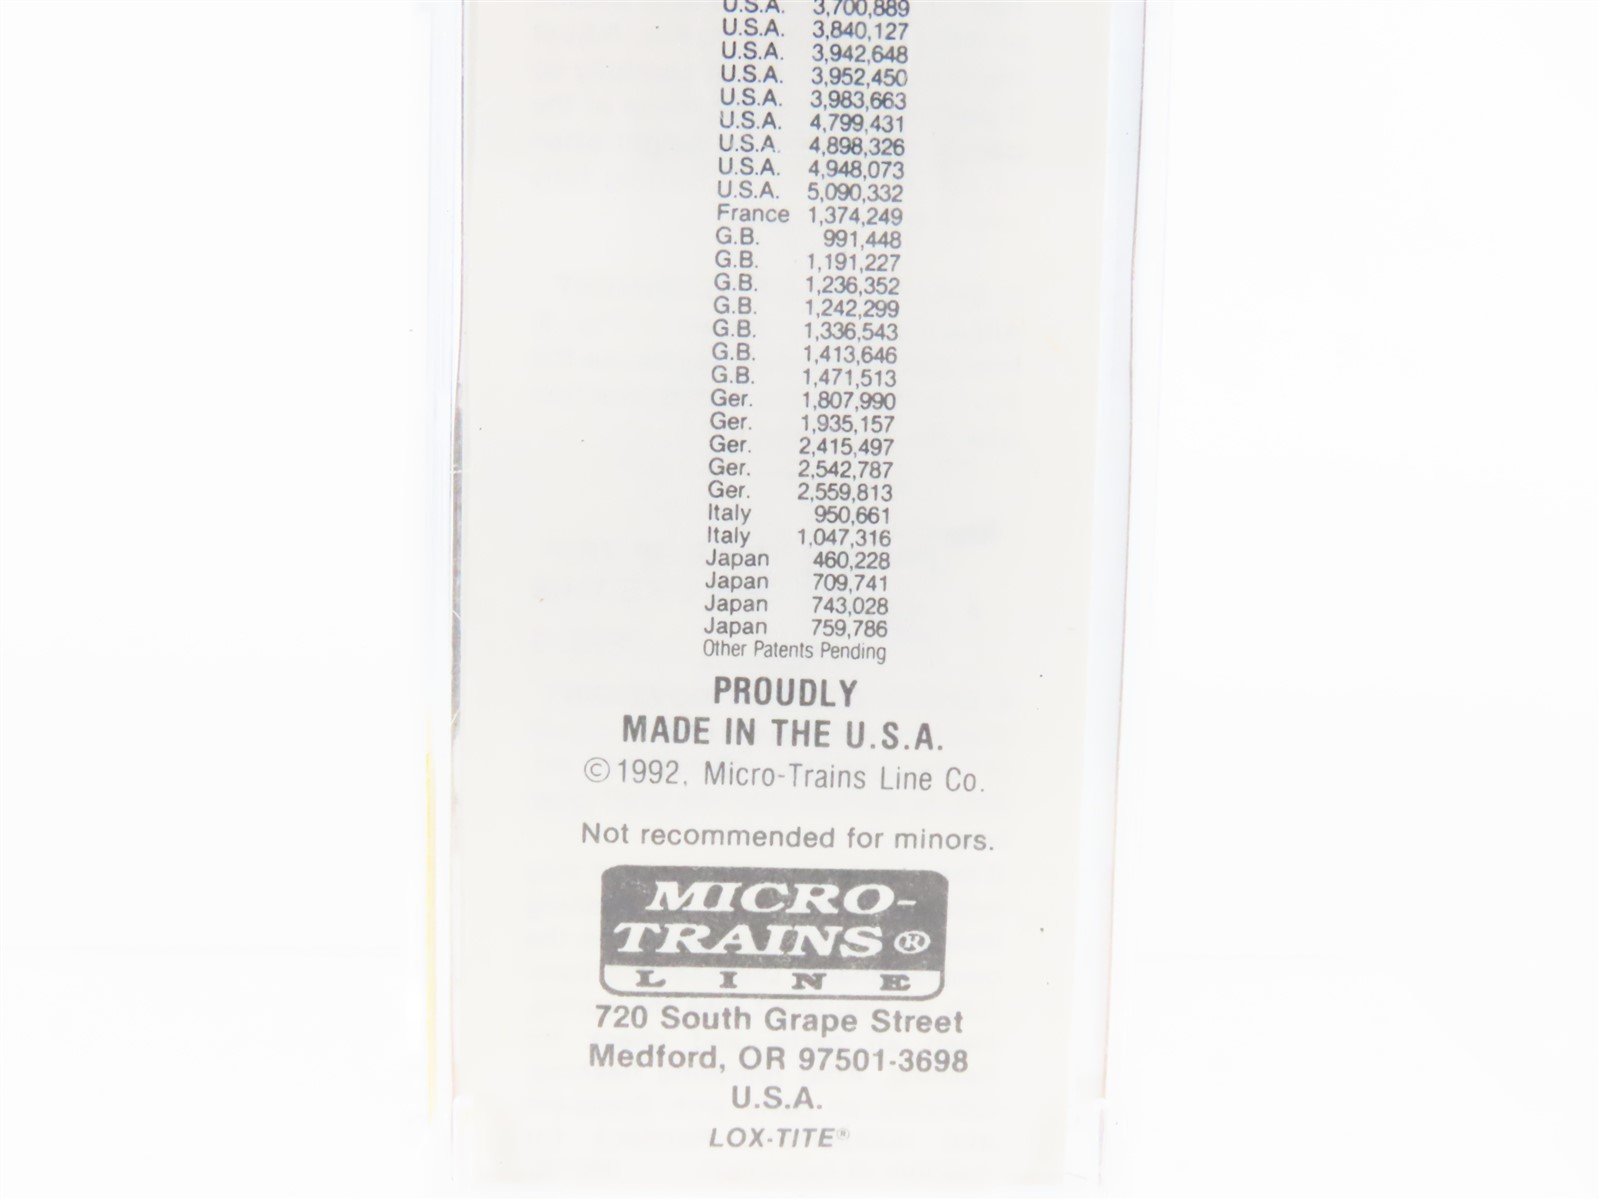 U.S.A. 3,700,889
U.S.A. 3,840,127
U.S.A. 3,942,648
U.S.A. 3,952,450
U.S.A. 3,983,663
U.S.A. 4,799,431
U.S.A. 4,898,326
U.S.A. 4,948,073
U.S.A. 5,090,332
France 1,374,249
G.B. 991,448
G.B. 1,191,227
G.B. 1,236,352
G.B. 1,242,299
G.B. 1,336,543
G.B. 1,413,646
G.B. 1,471,513
Ger. 1,807,990
Ger. 1,935,157
Ger. 2,415,497
Ger. 2,542,787
Ger. 2,559,813
Italy 950,661
Italy 1,047,316
Japan 460,228
Japan 709,741
Japan 743,028
Japan 759,786
Other Patents Pending
PROUDLY
MADE IN THE U.S.A.
©1992. Micro-Trains Line Co.
Not recommended for minors.
MICRO-
TRAINS®
LINE
720 South Grape Street
Medford, OR 97501-3698
U.S.A.
LOX-TITE®